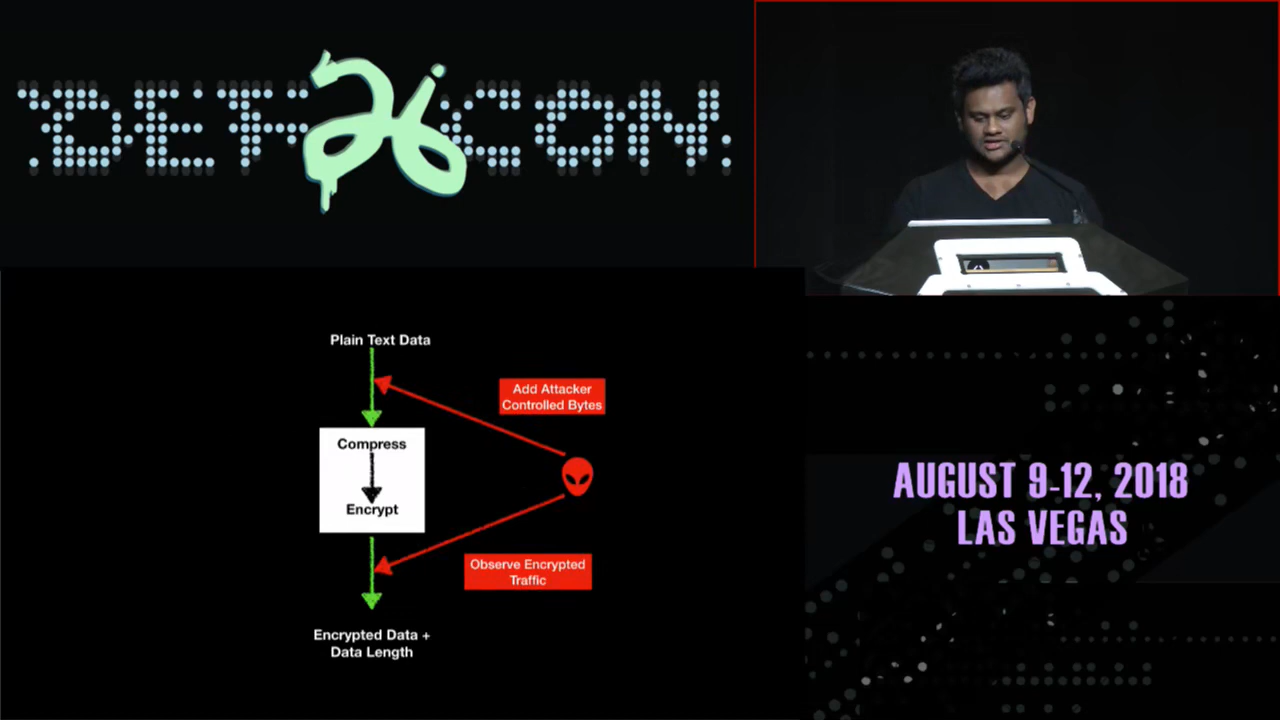 DEF 26 CON
Plain Text Data
Add Attacker
Controlled Bytes
Compress
Encrypt
Observe Encrypted
Traffic
Encrypted Data +
Data Length
AUGUST 9-12, 2018
LAS VEGAS